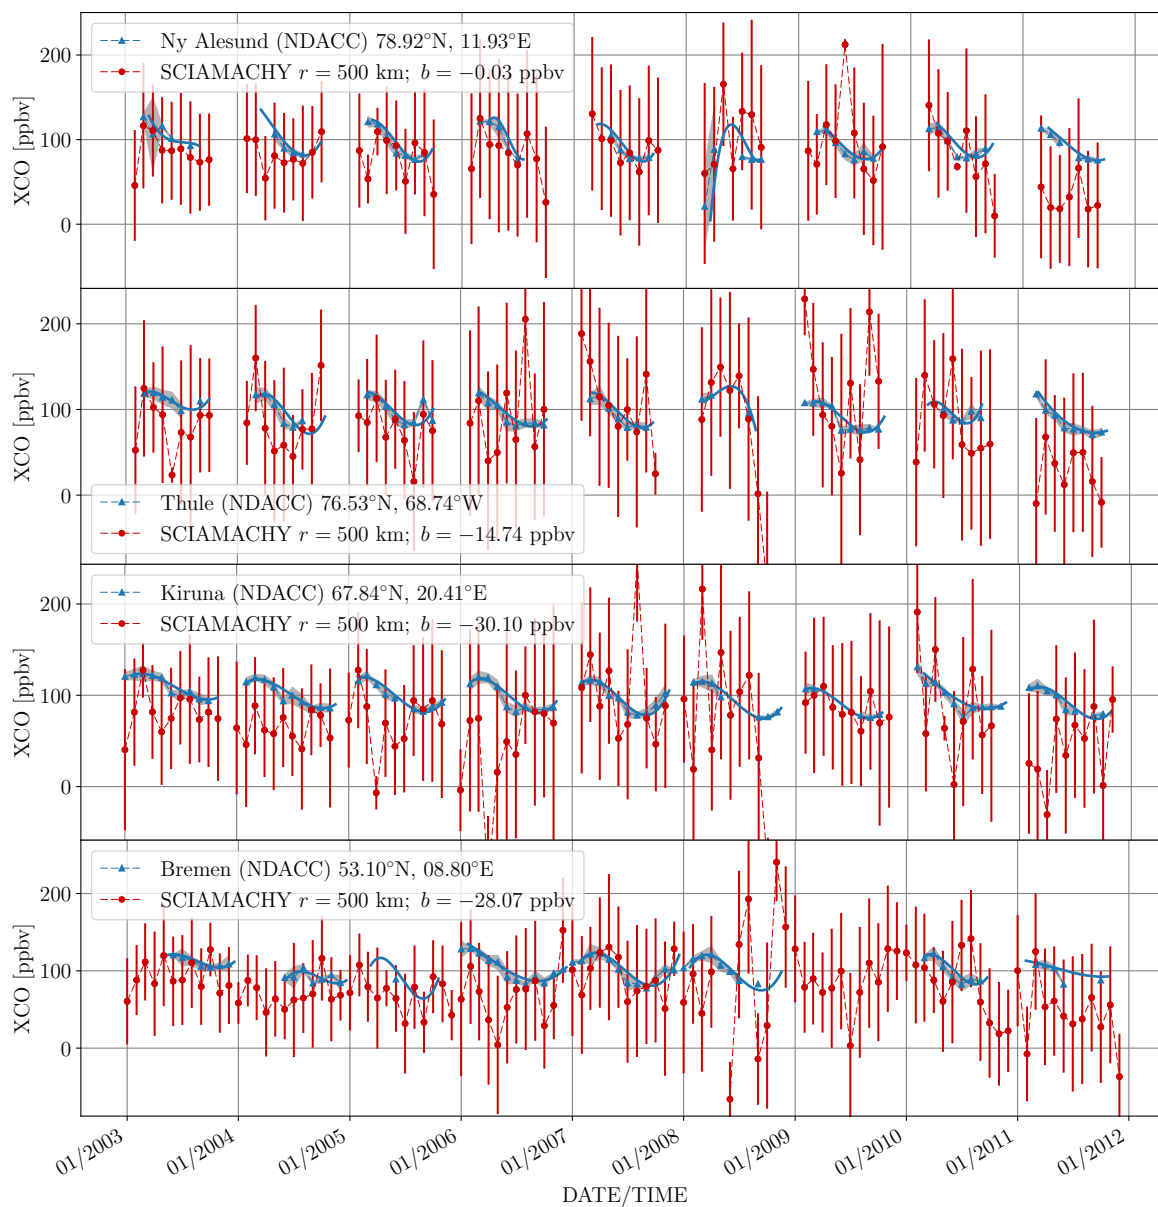 Ny Alesund (NDACC) 78.92°N, 11.93°E
SCIAMACHY r = 500 km; b = −0.03 ppbv
200
100
0
XCO [ppbv]
Thule (NDACC) 76.53°N, 68.74°W
SCIAMACHY r = 500 km; b = −14.74 ppbv
200
100
0
XCO [ppbv]
Kiruna (NDACC) 67.84°N, 20.41°E
SCIAMACHY r = 500 km; b = −30.10 ppbv
200
100
0
XCO [ppbv]
Bremen (NDACC) 53.10°N, 08.80°E
SCIAMACHY r = 500 km; b = −28.07 ppbv
200
100
0
XCO [ppbv]
01/2003 01/2004 01/2005 01/2006 01/2007 01/2008 01/2009 01/2010 01/2011 01/2012
DATE/TIME